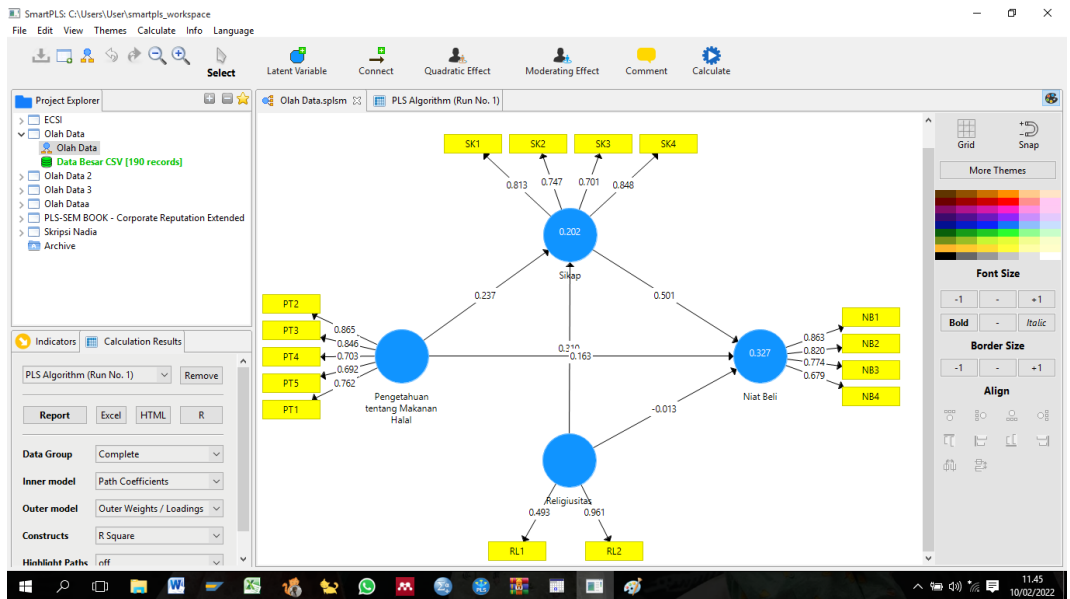 SmartPLS: C:\Users\User\smartpls_workspace
File Edit View Themes Calculate Info Language
Select
Latent Variable
Connect
Quadratic Effect
Moderating Effect
Comment
Calculate
Project Explorer
ECSI
Olah Data
Olah Data
Data Besar CSV [190 records]
Olah Data 2
Olah Data 3
Olah Dataa
PLS-SEM BOOK - Corporate Reputation Extended
Skripsi Nadia
Archive
Indicators
Calculation Results
PLS Algorithm (Run No. 1)
Remove
Report
Excel
HTML
R
Data Group
Complete
Inner model
Path Coefficients
Outer model
Outer Weights / Loadings
Constructs
R Square
Highlight Paths
off
Olah Data.splsm
PLS Algorithm (Run No. 1)
SK1
SK2
SK3
SK4
0.813
0.747
0.701
0.848
0.202
Sikap
0.237
0.501
PT2
PT3
PT4
PT5
PT1
0.865
0.846
0.703
0.692
0.762
Pengetahuan
tentang Makanan
Halal
0.163
0.327
Niat Beli
0.863
0.820
0.774
0.679
NB1
NB2
NB3
NB4
-0.013
Religiusitas
0.493
0.961
RL1
RL2
Grid
Snap
More Themes
Font Size
-1
-
+1
Bold
-
Italic
Border Size
-1
-
+1
Align
11.45
10/02/2022